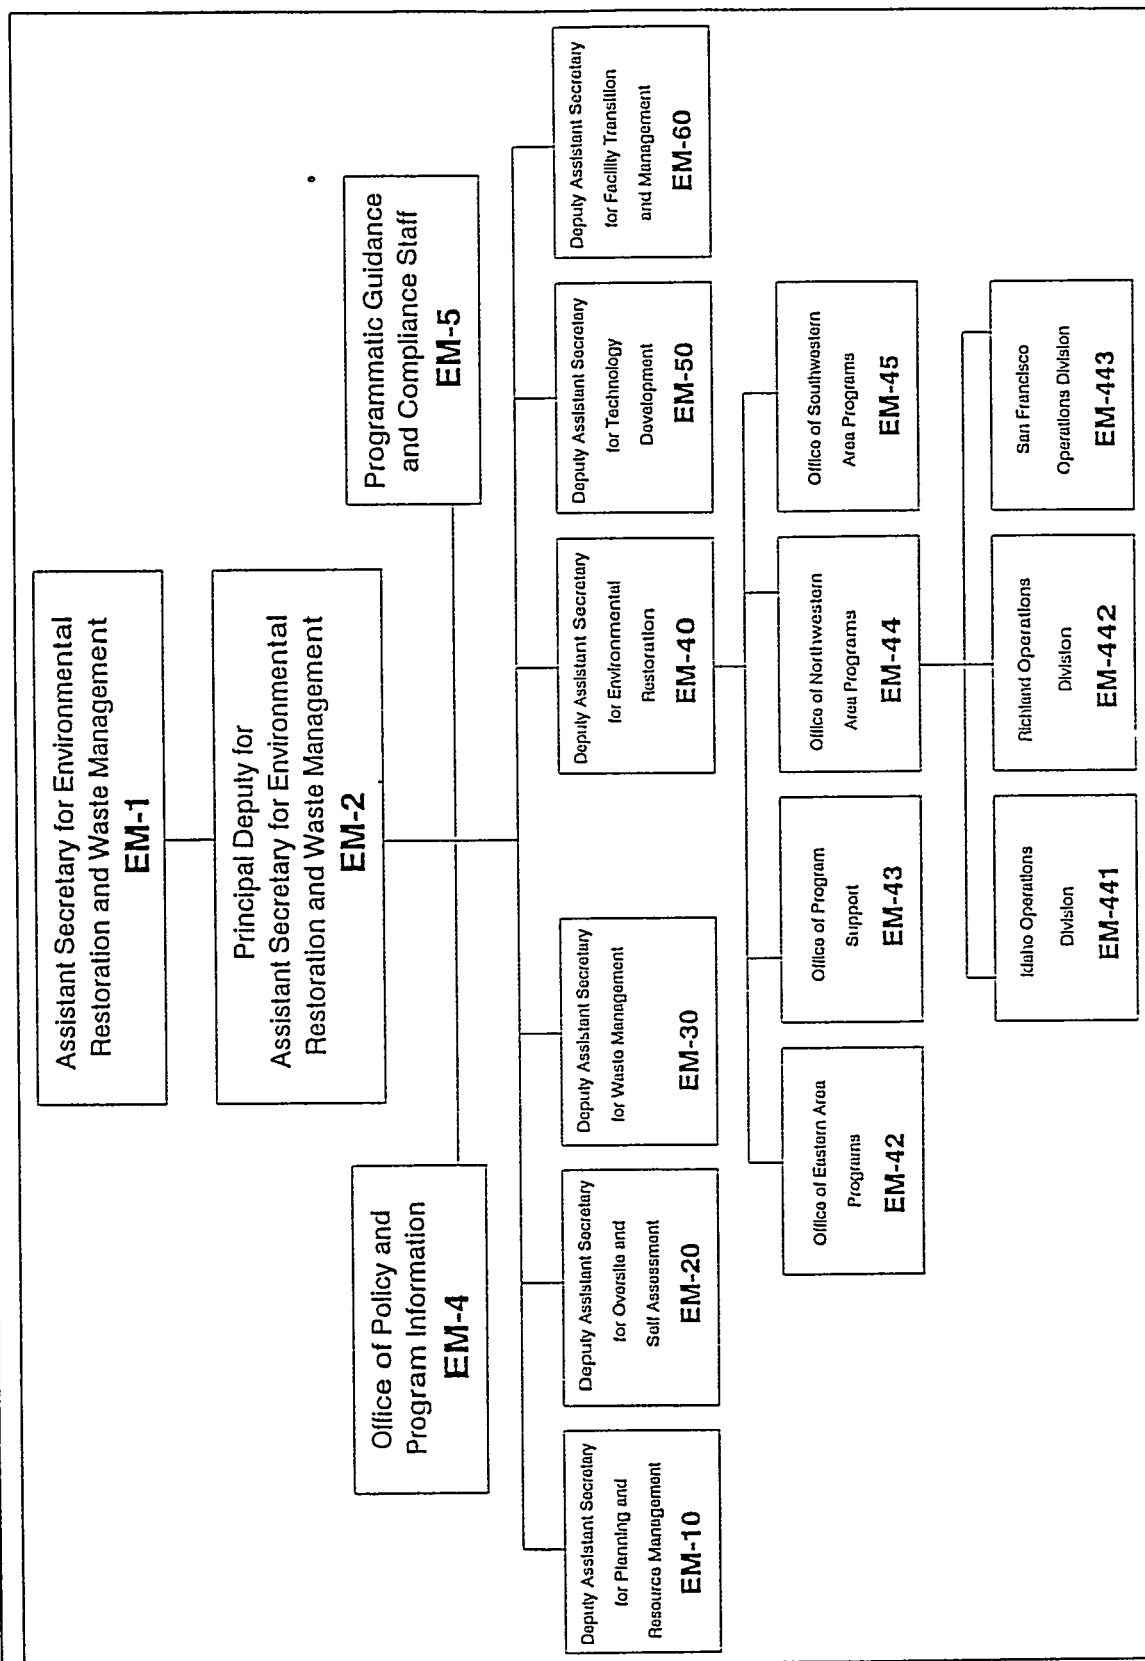 Assistant Secretary for Environmental
Restoration and Waste Management
EM-1
Principal Deputy for
Assistant Secretary for Environmental
Restoration and Waste Management
EM-2
Office of Policy and
Program Information
EM-4
Programmatic Guidance
and Compliance Staff
EM-5
Deputy Assistant Secretary
for Planning and
Resource Management
EM-10
Deputy Assistant Secretary
for Oversite and
Self Assessment
EM-20
Deputy Assistant Secretary
for Waste Management
EM-30
Deputy Assistant Secretary
for Environmental
Restoration
EM-40
Deputy Assistant Secretary
for Technology
Development
EM-50
Deputy Assistant Secretary
for Facility Transition
and Management
EM-60
Office of Eastern Area
Programs
EM-42
Office of Program
Support
EM-43
Office of Northwestern
Area Programs
EM-44
Office of Southwestern
Area Programs
EM-45
Idaho Operations
Division
EM-441
Richland Operations
Division
EM-442
San Francisco
Operations Division
EM-443